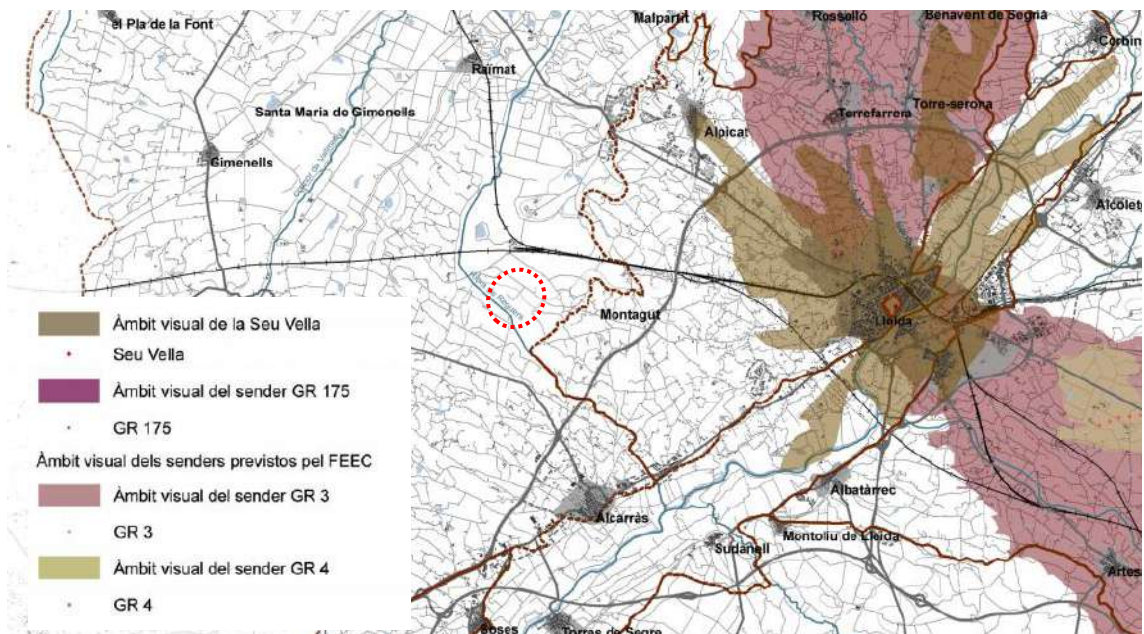 el Pla de la Font
Malpartit
Rosselló
Benavent de Segrià
Corbin
Raïmat
Santa Maria de Gimenells
Torre-serona
Torrefarrera
Alpicat
Gimenells
Alcolet
Montagut
Lleida
Àmbit visual de la Seu Vella
Seu Vella
Àmbit visual del sender GR 175
GR 175
Àmbit visual dels senders previstos pel FEEC
Àmbit visual del sender GR 3
GR 3
Àmbit visual del sender GR 4
GR 4
Alcarràs
Albatàrrec
Montoliu de Lleida
Sudanell
Artes
Soses
Torres de Segre